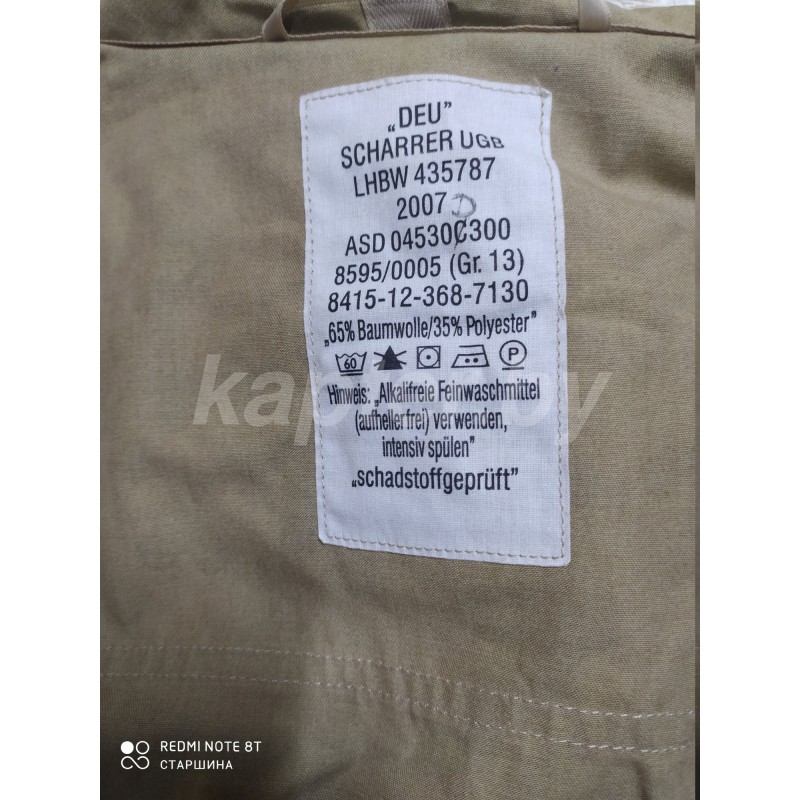 „DEU”
SCHARRER UGB
LHBW 435787
2007
ASD 04530C300
8595/0005 (Gr. 13)
8415-12-368-7130
„65% Baumwolle/35% Polyester”
60 P
Hinweis: „Alkalifreie Feinwaschmittel
(aufhellerfrei) verwenden,
intensiv spülen”
„schadstoffgeprüft”
REDMI NOTE 8T
СТАРШИНА